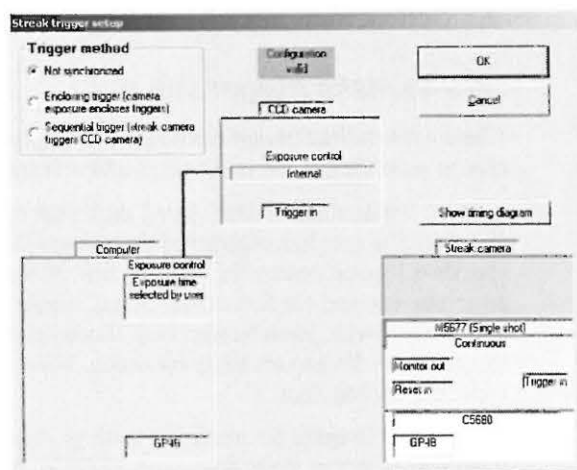 Streak trigger setup
Trigger method
Not synchronized
Enclosing trigger (camera
exposure encloses triggers)
Sequential trigger (streak camera
triggers CCD camera)
Configuration
valid
OK
Cancel
CCD camera
Exposure control
Internal
Trigger in
Show timing diagram
Computer
Exposure control
Exposure time
selected by user
GPIB
Streak camera
M5677 (Single shot)
Continuous
Monitor out
Reset in
Trigger in
C5680
GPIB